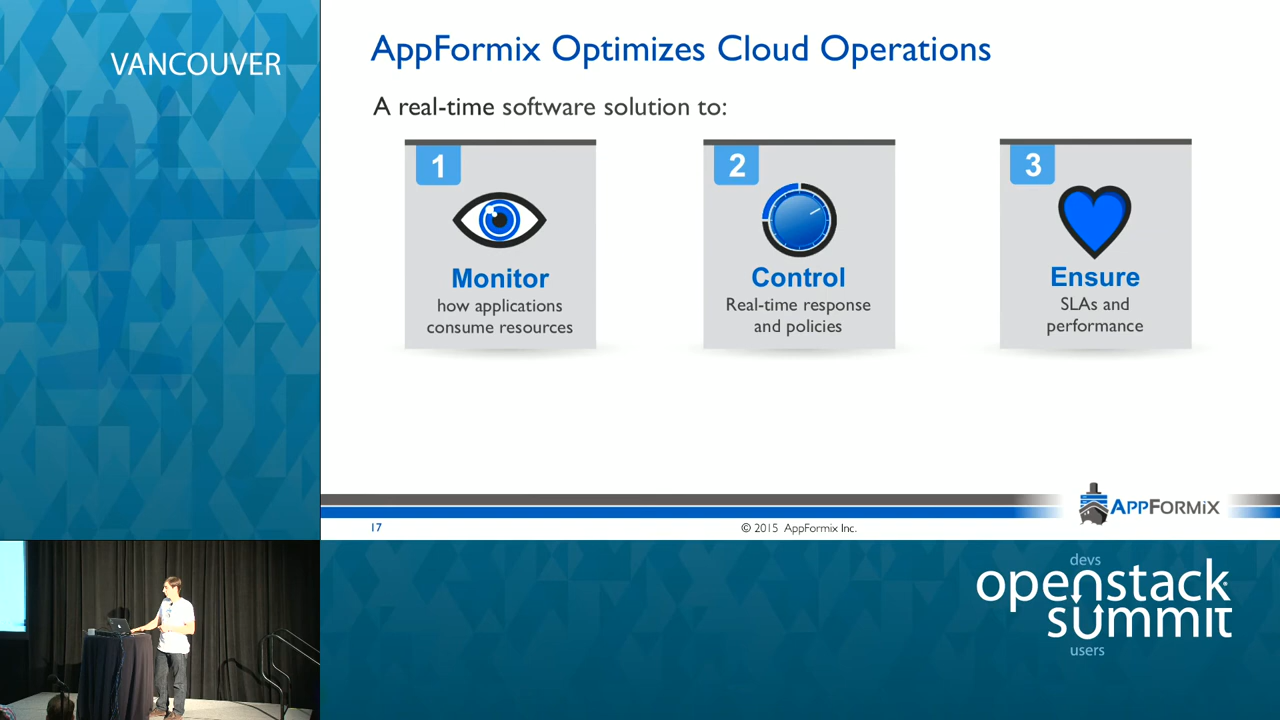 VANCOUVER
AppFormix Optimizes Cloud Operations
A real-time software solution to:
1
Monitor
how applications
consume resources
2
Control
Real-time response
and policies
3
Ensure
SLAs and
performance
APPFORMIX
17
© 2015 AppFormix Inc.
devs
openstack
summit
users